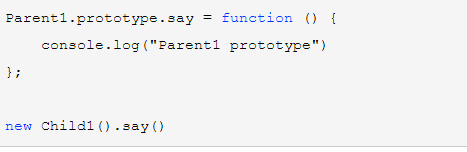 Parent1.prototype.say = function () {
    console.log("Parent1 prototype")
};
new Child1().say()